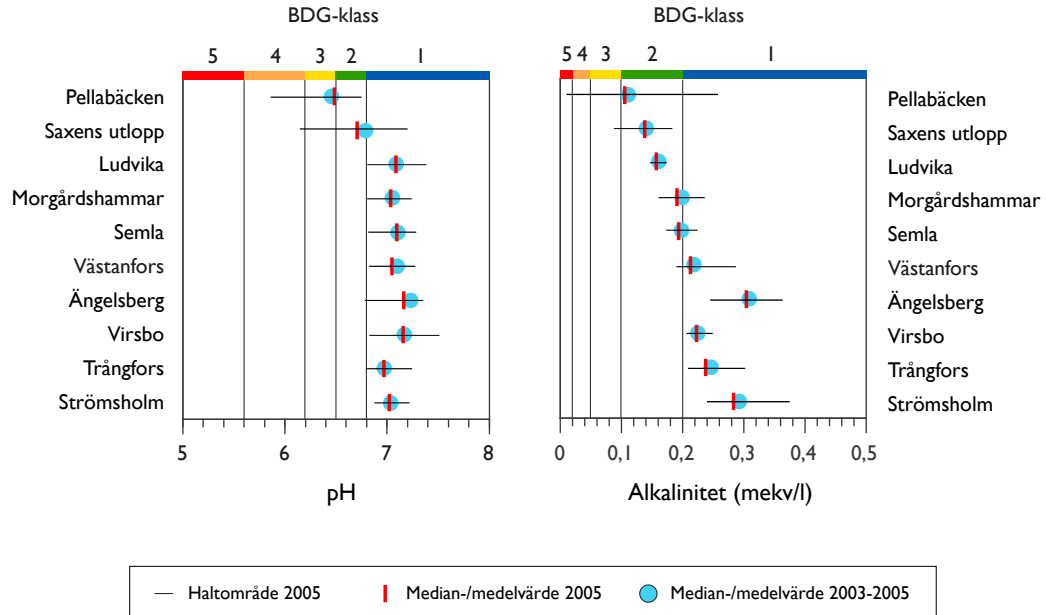 BDG-klass
5 4 3 2 1
Pellabäcken
Saxens utlopp
Ludvika
Morgårdshammar
Semla
Västanfors
Ängelsberg
Virsbo
Trångfors
Strömsholm
5 6 7 8
pH
BDG-klass
5 4 3 2 1
Pellabäcken
Saxens utlopp
Ludvika
Morgårdshammar
Semla
Västanfors
Ängelsberg
Virsbo
Trångfors
Strömsholm
0 0,1 0,2 0,3 0,4 0,5
Alkalinitet (mekv/l)
Haltområde 2005 Median-/medelvärde 2005 Median-/medelvärde 2003-2005